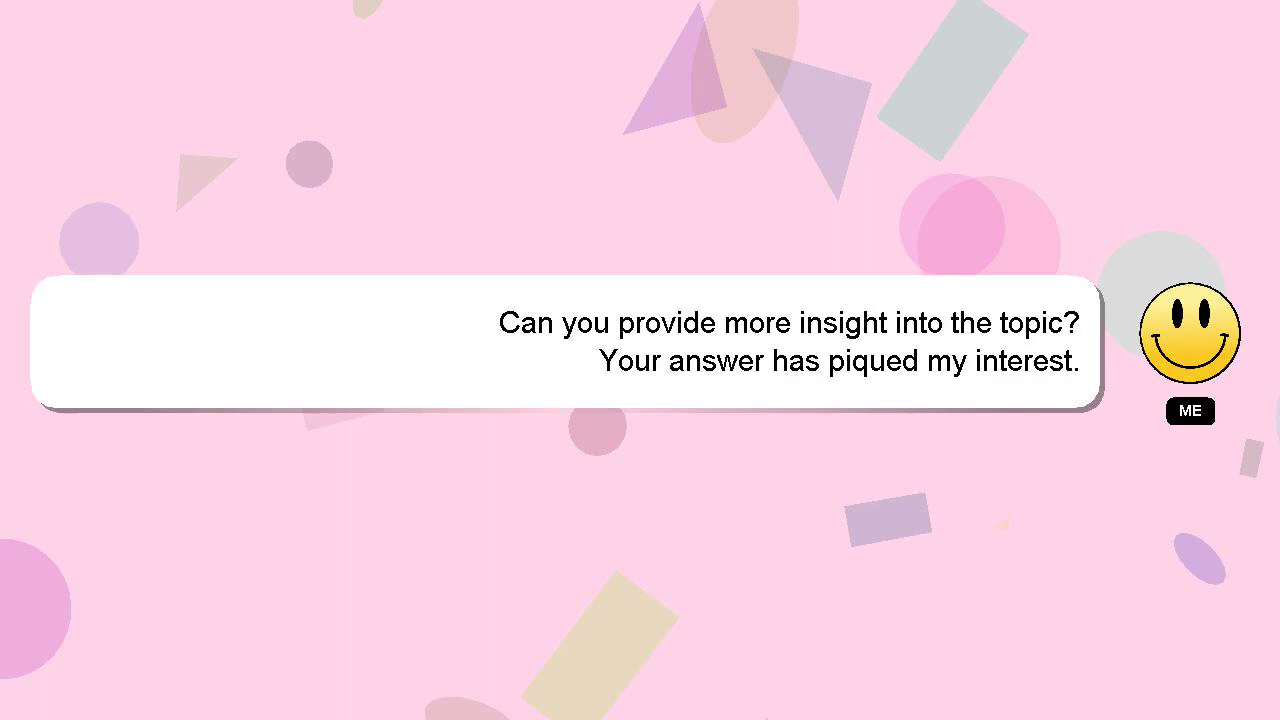 Can you provide more insight into the topic?
Your answer has piqued my interest.
ME